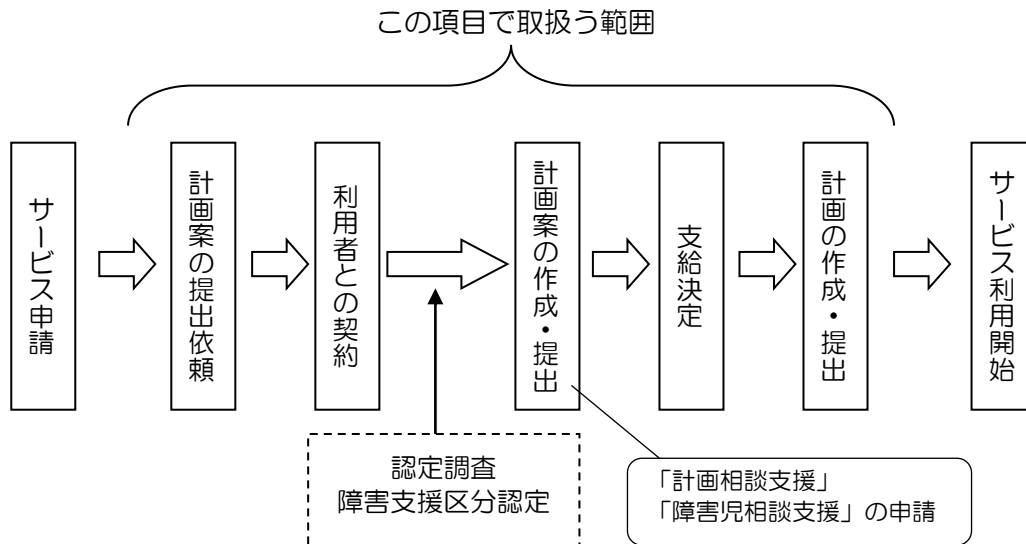 この項目で取扱う範囲
サービス申請
計画案の提出依頼
利用者との契約
計画案の作成・提出
支給決定
計画の作成・提出
サービス利用開始
認定調査
障害支援区分認定
「計画相談支援」
「障害児相談支援」の申請